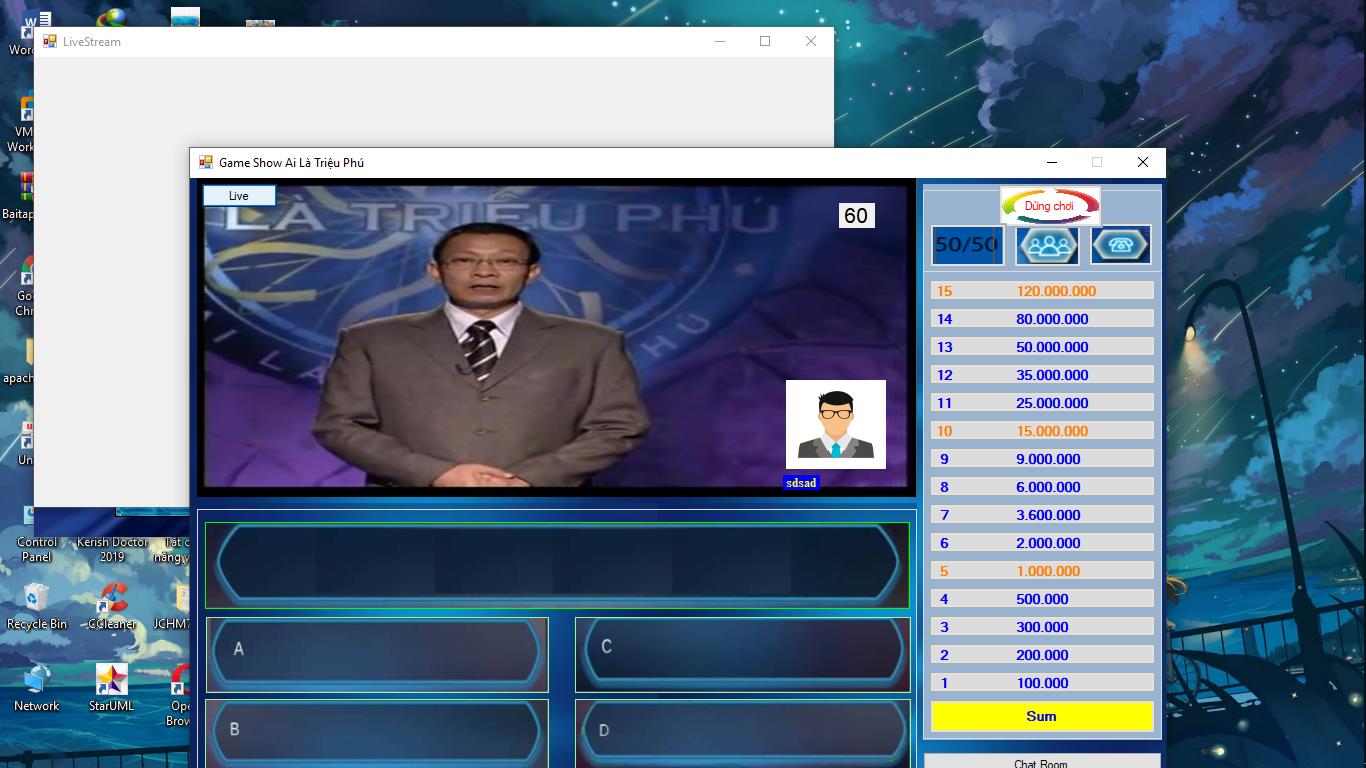 Word
LiveStream
VM
Work
Baitap
Goo
Chr
apach
Un
Game Show Ai Là Triệu Phú
Live
LÀ TRIỆU PHÚ
60
sdsad
A
C
B
D
Dừng chơi
50/50
15 120.000.000
14 80.000.000
13 50.000.000
12 35.000.000
11 25.000.000
10 15.000.000
9 9.000.000
8 6.000.000
7 3.600.000
6 2.000.000
5 1.000.000
4 500.000
3 300.000
2 200.000
1 100.000
Sum
Chat Room
Control
Panel
Kerish Doctor
2019
Tất c
năng
Recycle Bin
CCleaner
JCHM7
Network
StarUML
Ope
Brow